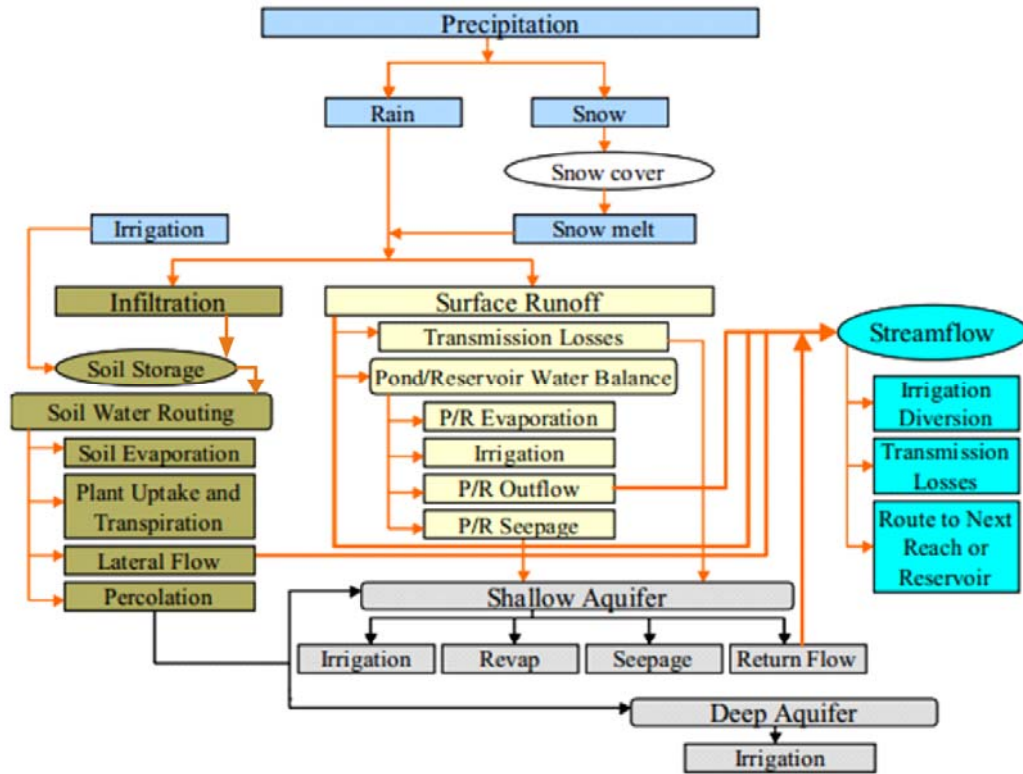 Precipitation
Rain
Snow
Snow cover
Irrigation
Snow melt
Infiltration
Surface Runoff
Streamflow
Transmission Losses
Soil Storage
Pond/Reservoir Water Balance
Soil Water Routing
P/R Evaporation
Irrigation
P/R Outflow
P/R Seepage
Soil Evaporation
Plant Uptake and
Transpiration
Lateral Flow
Percolation
Irrigation
Diversion
Transmission
Losses
Route to Next
Reach or
Reservoir
Shallow Aquifer
Irrigation
Revap
Seepage
Return Flow
Deep Aquifer
Irrigation